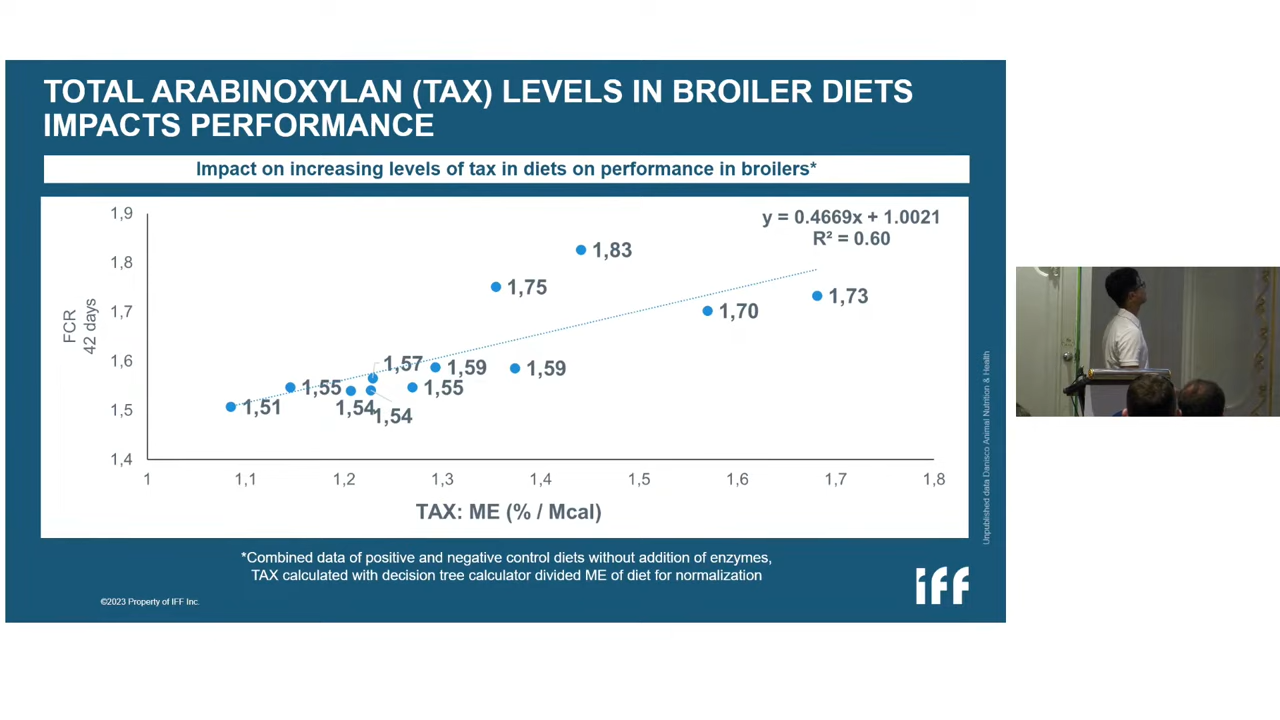 TOTAL ARABINOXYLAN (TAX) LEVELS IN BROILER DIETS
IMPACTS PERFORMANCE
Impact on increasing levels of tax in diets on performance in broilers*
y = 0.4669x + 1.0021
R² = 0.60
1,9
1,8
1,7
1,6
1,5
1,4
FCR
42 days
1,83
1,75
1,73
1,70
1,57
1,59
1,59
1,55
1,55
1,51
1,54
1,54
1
1,1
1,2
1,3
1,4
1,5
1,6
1,7
1,8
TAX: ME (% / Mcal)
Unpublished data Danisco Animal Nutrition & Health
*Combined data of positive and negative control diets without addition of enzymes,
TAX calculated with decision tree calculator divided ME of diet for normalization
©2023 Property of IFF Inc.
iff